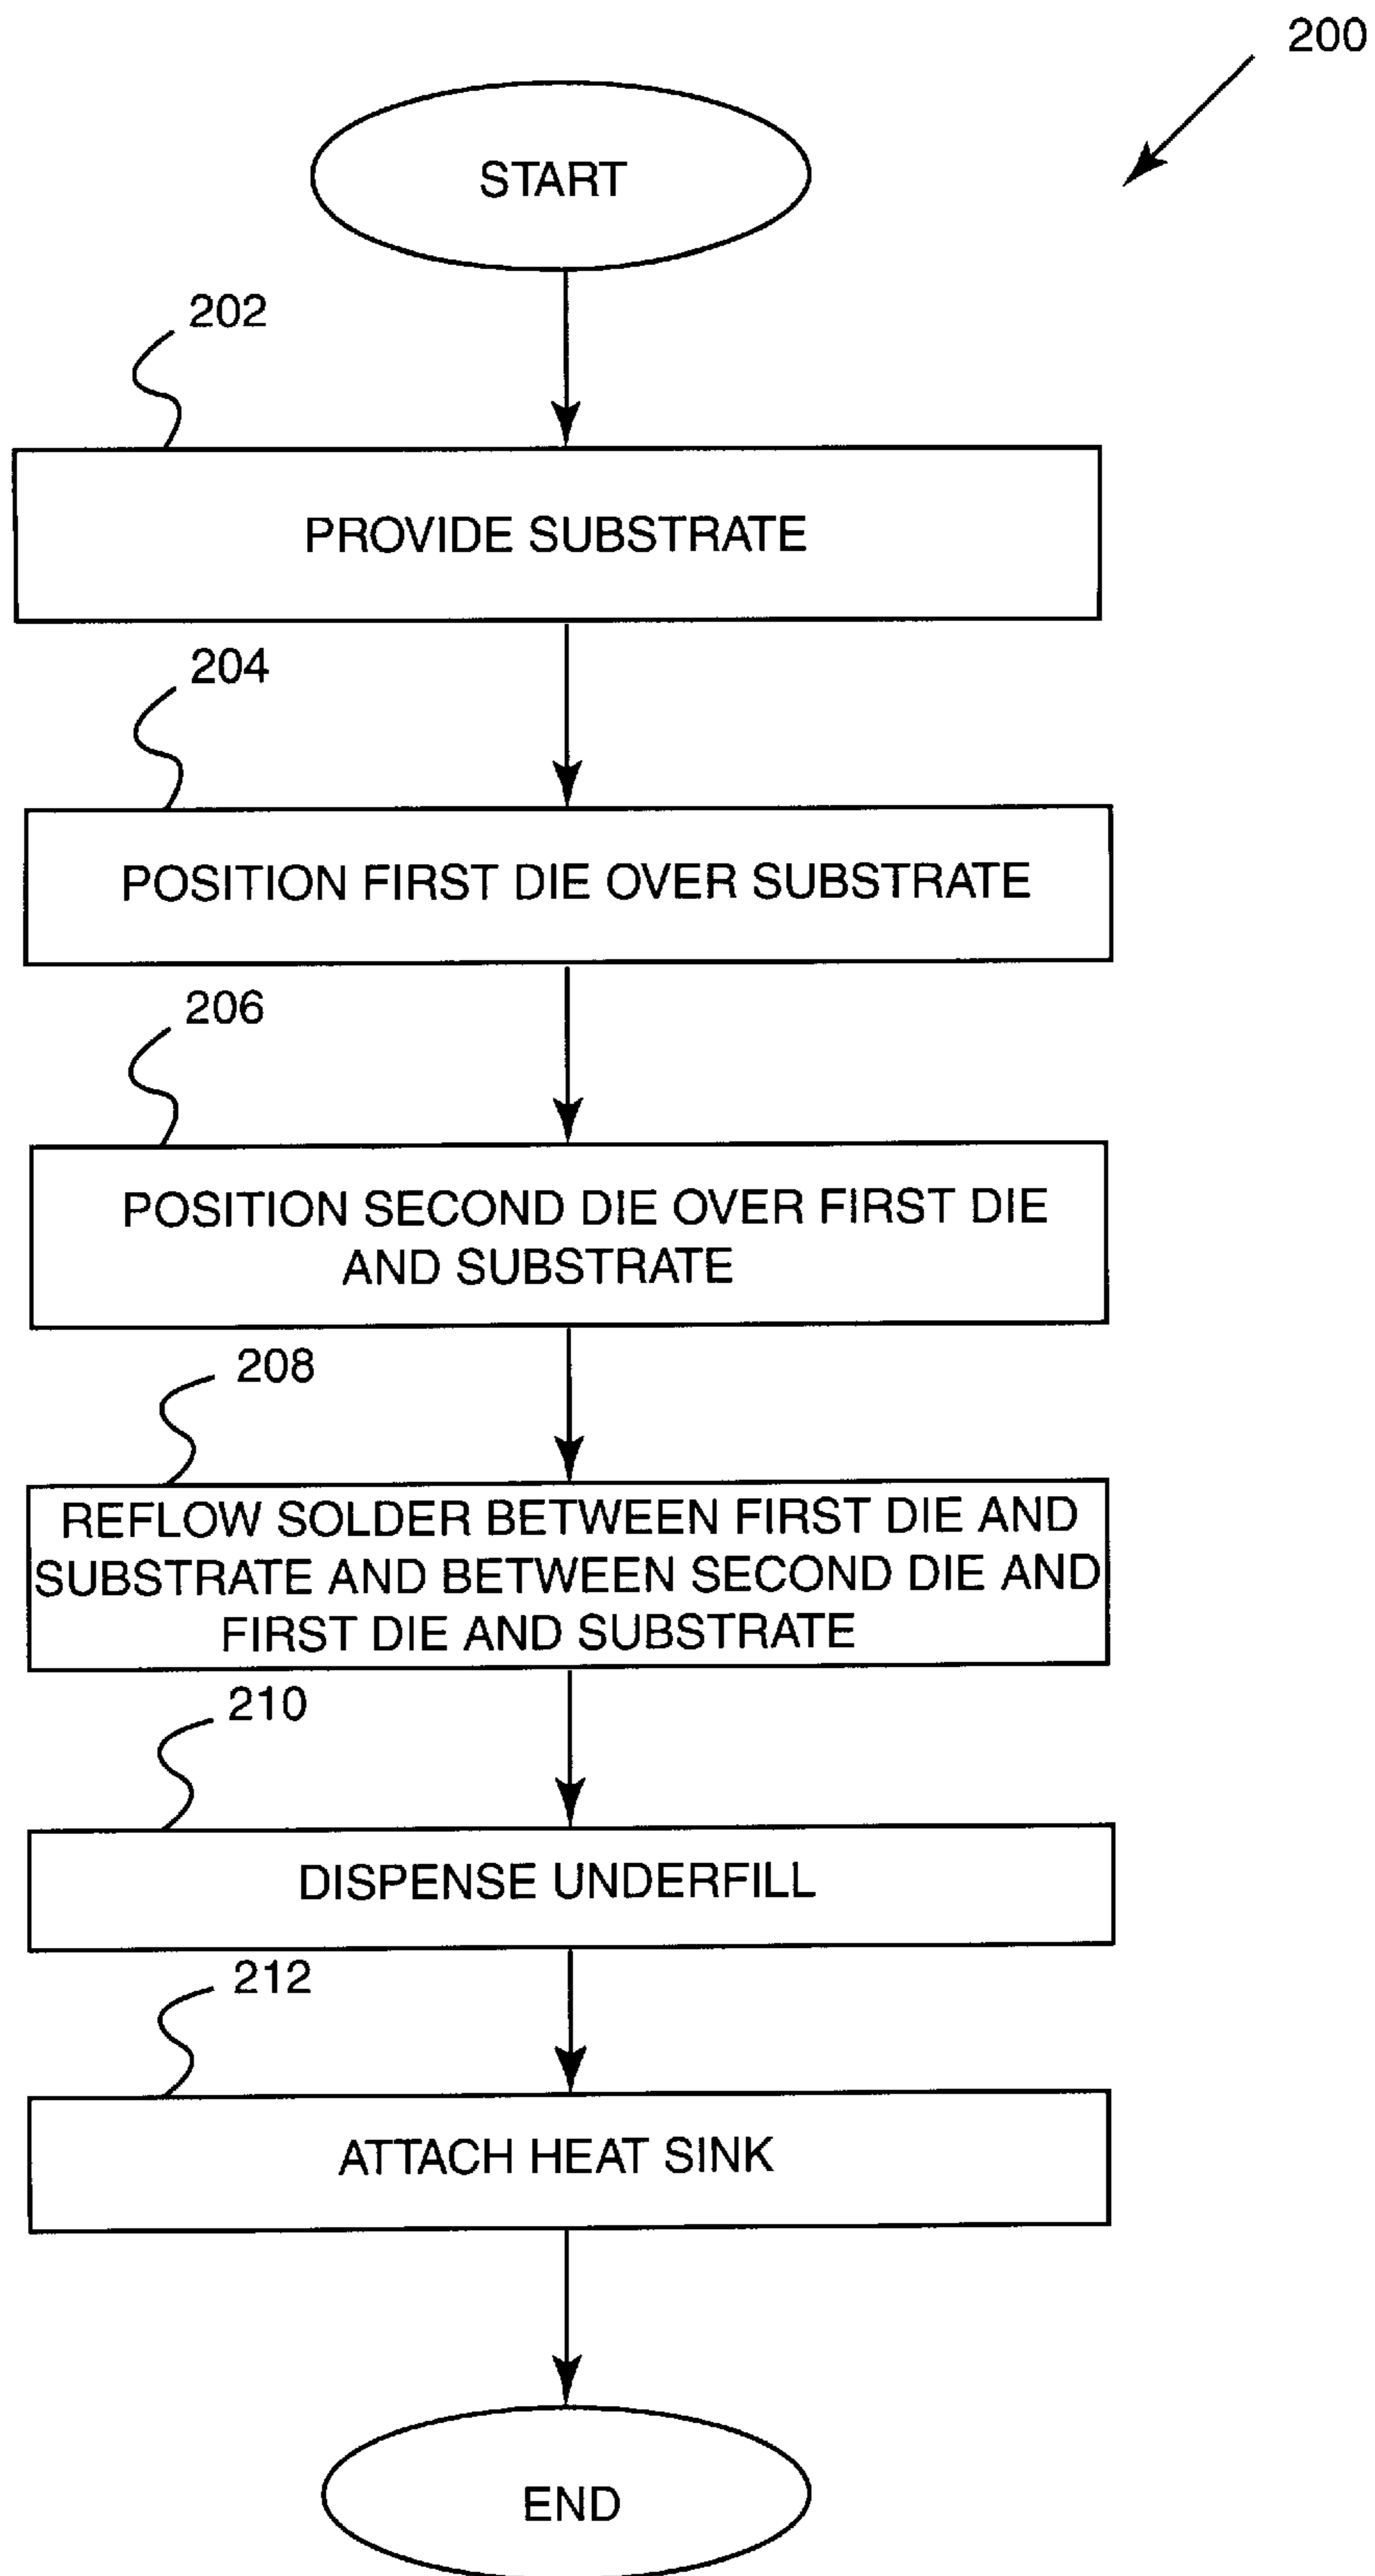 200
START
202
PROVIDE SUBSTRATE
204
POSITION FIRST DIE OVER SUBSTRATE
206
POSITION SECOND DIE OVER FIRST DIE
AND SUBSTRATE
208
REFLOW SOLDER BETWEEN FIRST DIE AND
SUBSTRATE AND BETWEEN SECOND DIE AND
FIRST DIE AND SUBSTRATE
210
DISPENSE UNDERFILL
212
ATTACH HEAT SINK
END